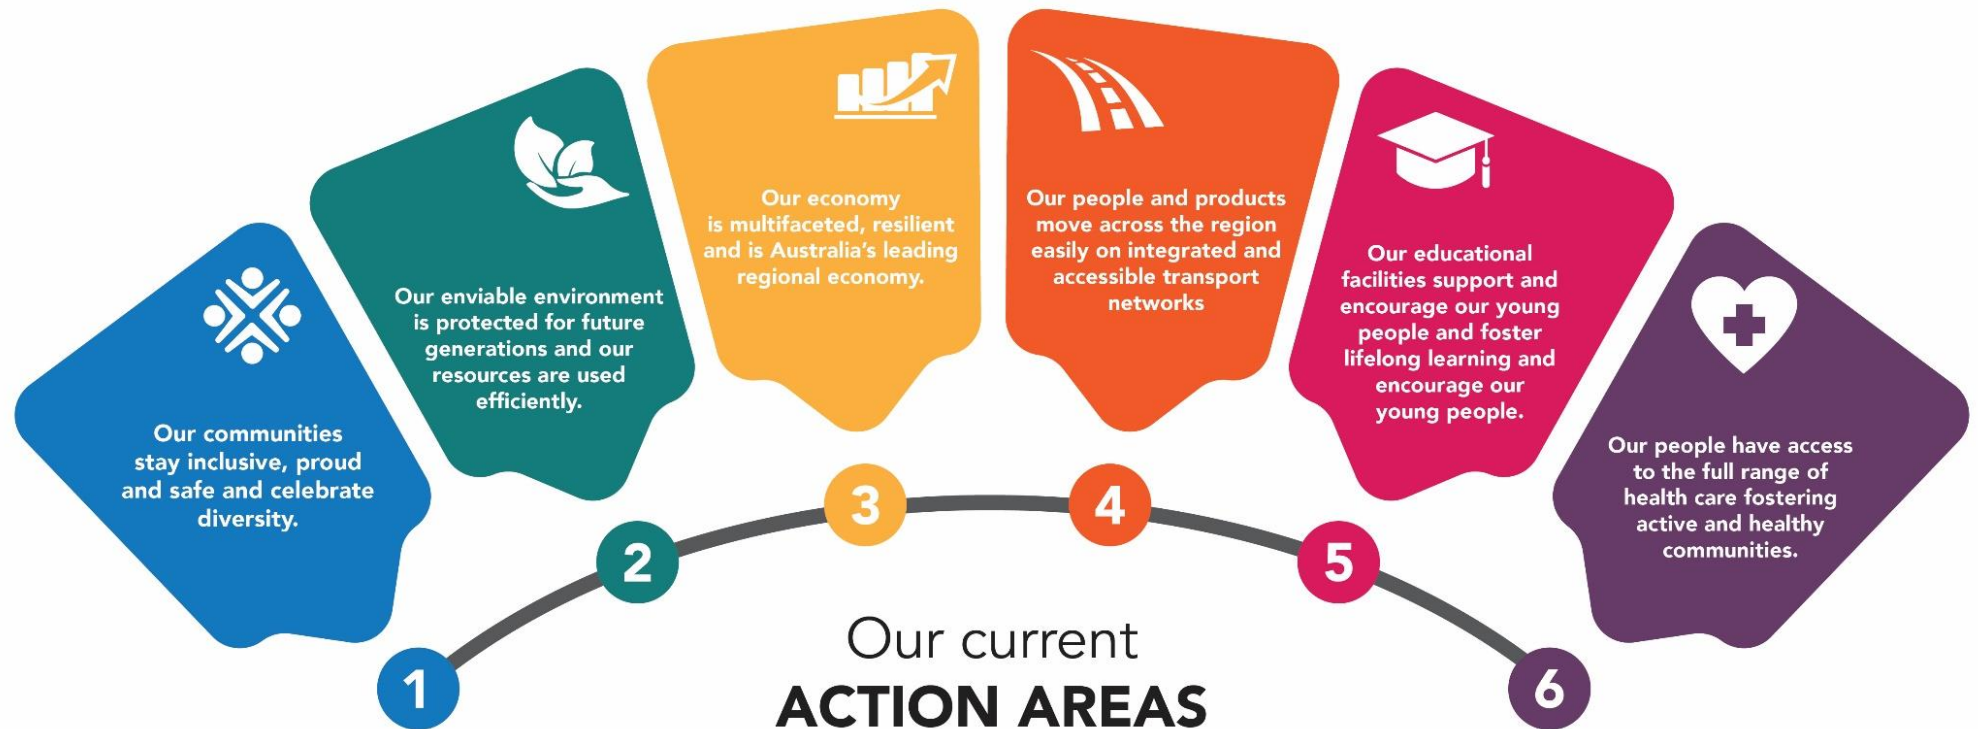 Our communities
stay inclusive, proud
and safe and celebrate
diversity.
Our enviable environment
is protected for future
generations and our
resources are used
efficiently.
Our economy
is multifaceted, resilient
and is Australia's leading
regional economy.
Our people and products
move across the region
easily on integrated and
accessible transport
networks
Our educational
facilities support and
encourage our young
people and foster
lifelong learning and
encourage our
young people.
Our people have access
to the full range of
health care fostering
active and healthy
communities.
1
2
3
4
5
6
Our current
ACTION AREAS